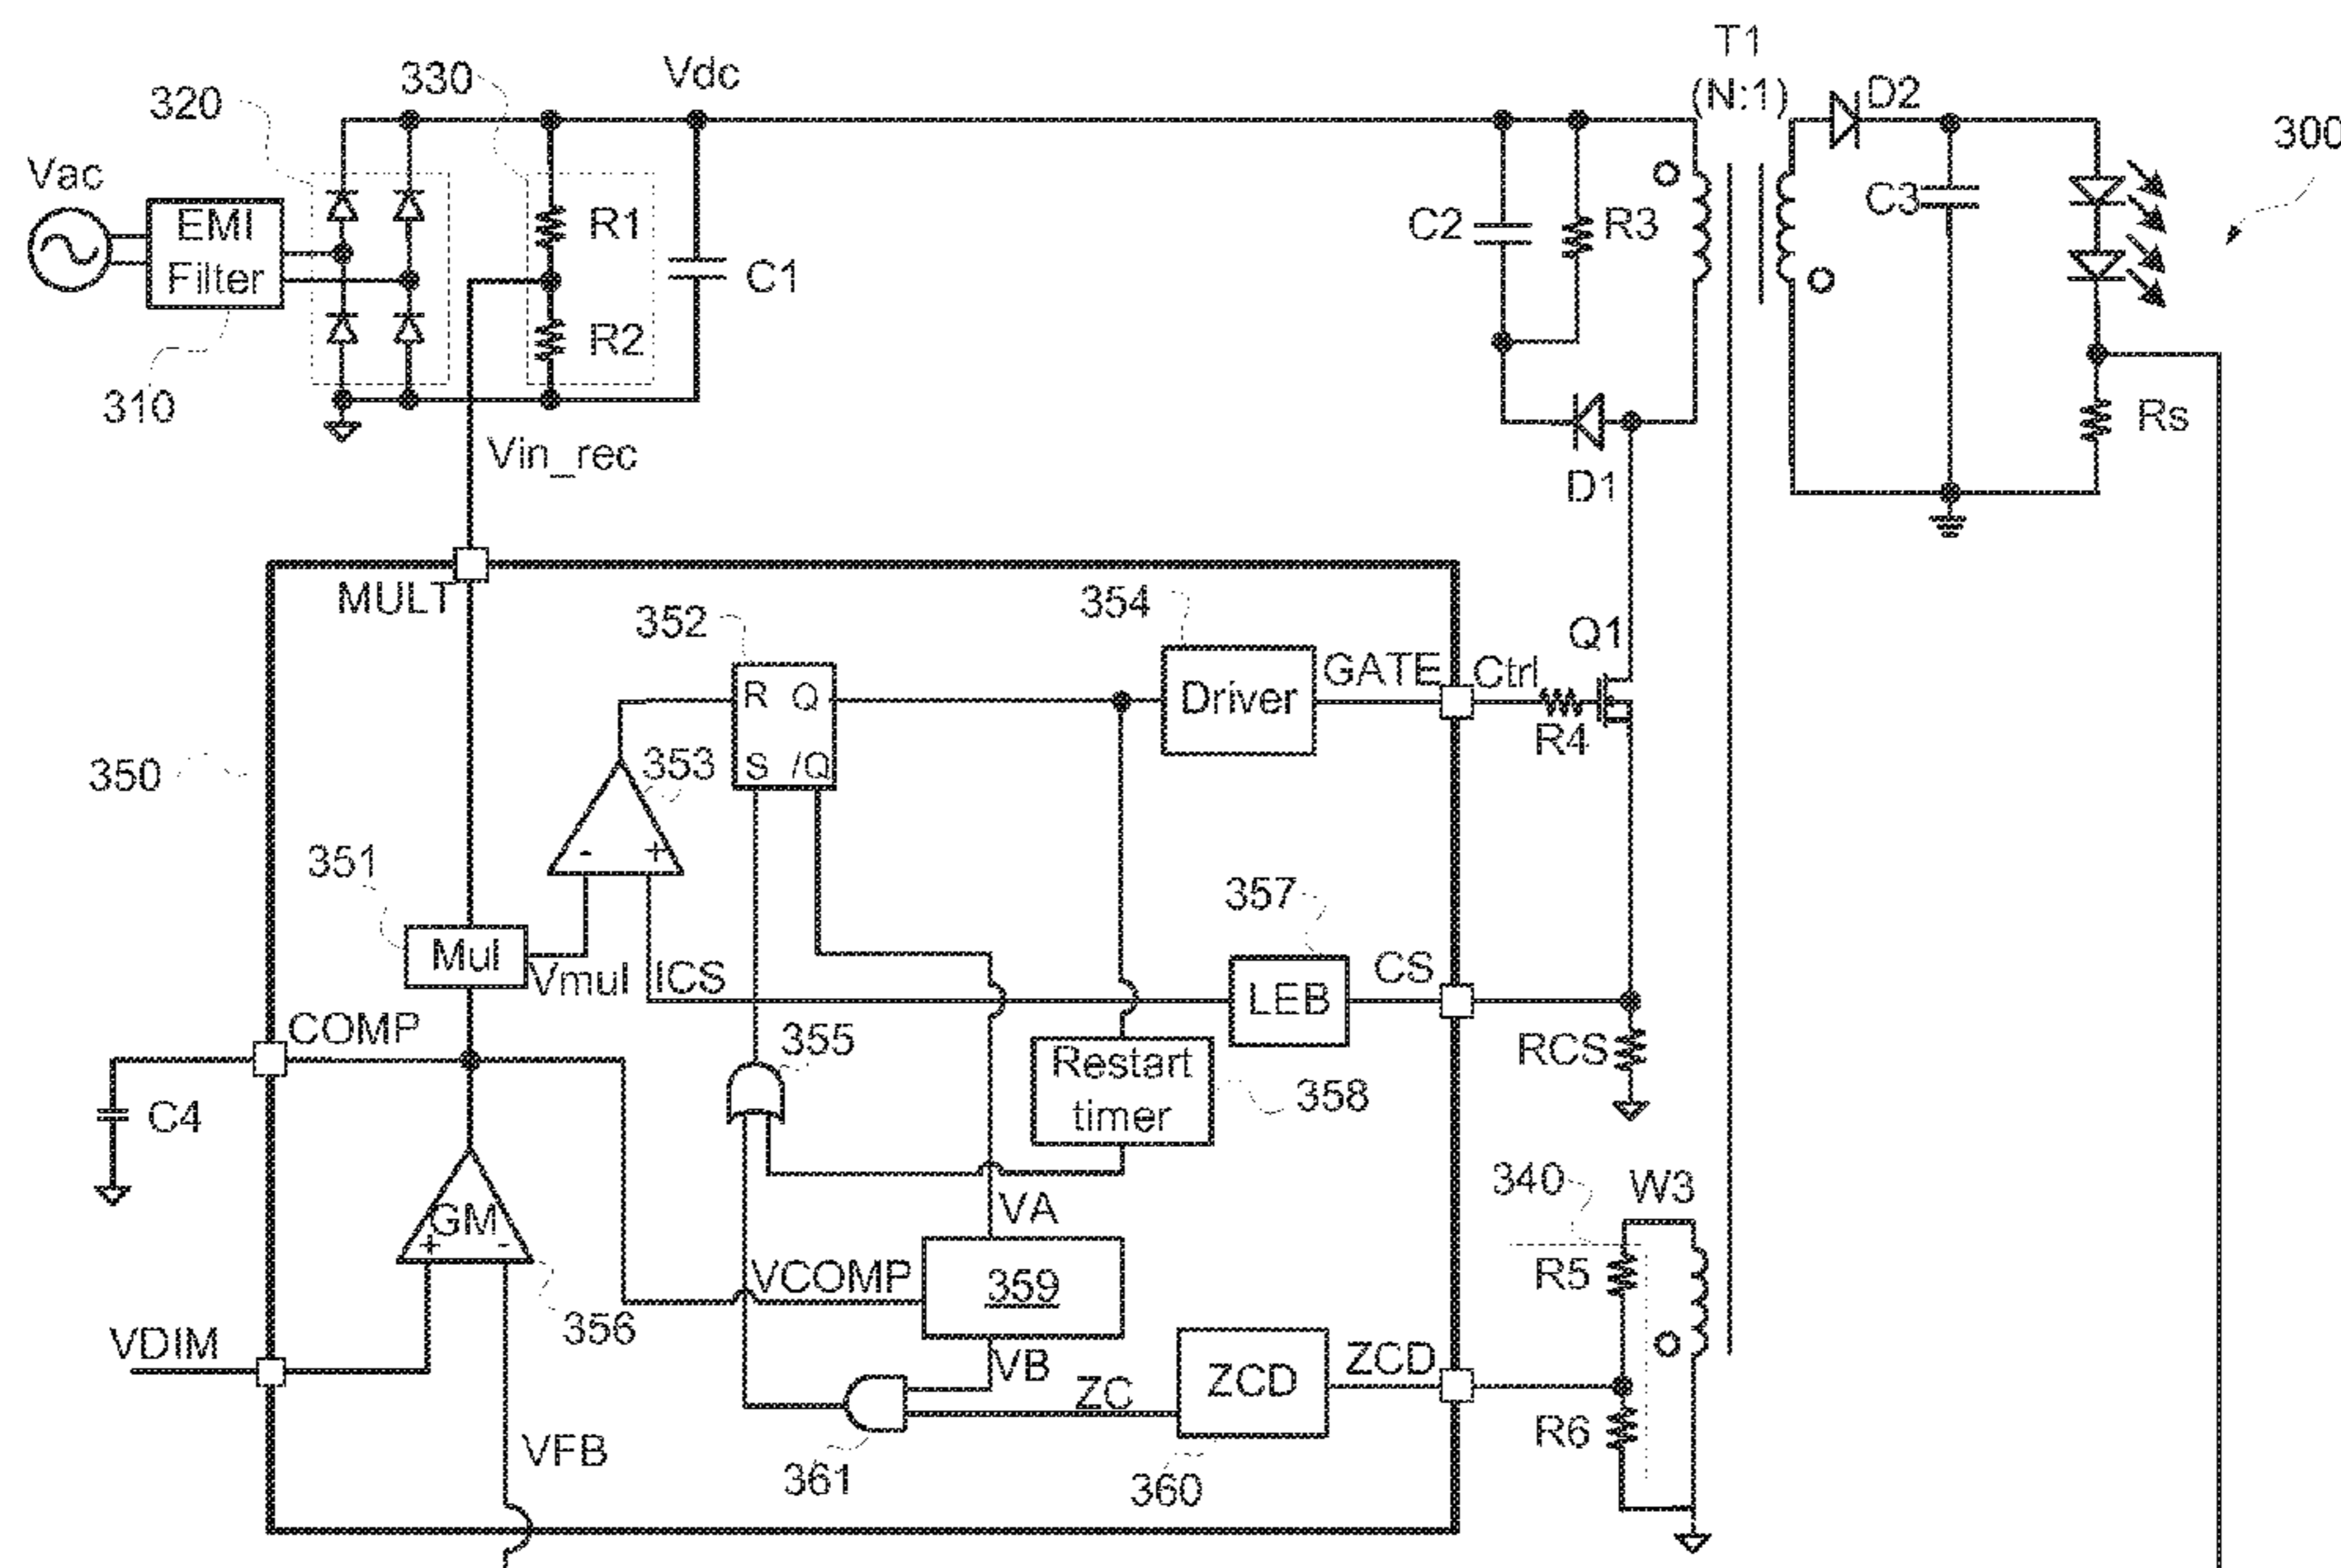 T1
(N:1)
D2
300
330
Vdc
320
Vac
EMI
Filter
R1
C1
R2
310
Vin_rec
C2
R3
C3
Rs
D1
MULT
352
354
Q1
R Q
S /Q
Driver
GATE
Ctrl
R4
350
353
- +
351
Mul
Vmul
ICS
357
LEB
CS
COMP
355
Restart
timer
358
RCS
C4
GM
+ -
356
VA
VCOMP
359
340
W3
R5
VDIM
VB
ZC
ZCD
ZCD
R6
VFB
361
360